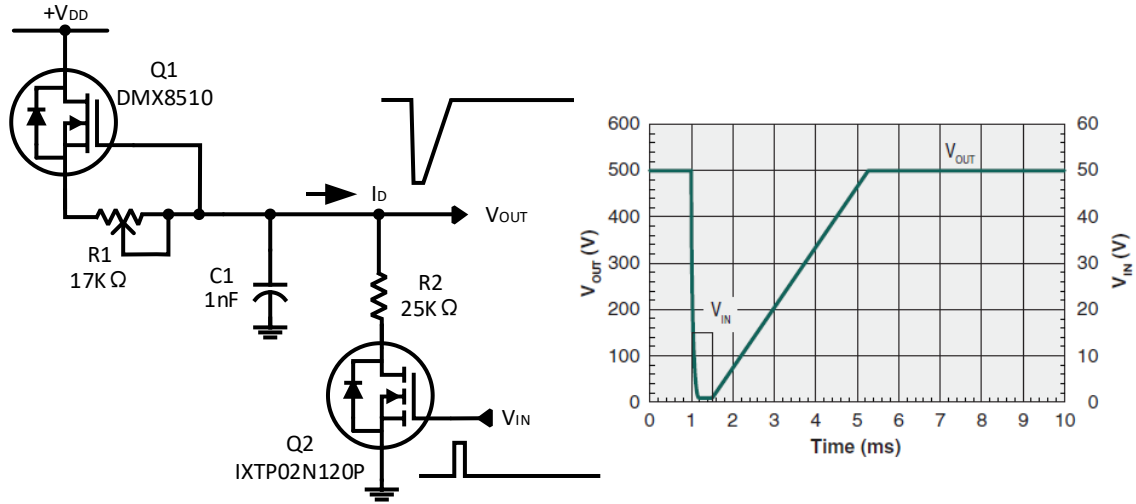 +VDD
Q1
DMX8510
R1
17K Ω
C1
1nF
ID
VOUT
R2
25K Ω
VIN
Q2
IXTP02N120P
600
500
400
300
200
100
0
VOUT (V)
60
50
40
30
20
10
0
VIN (V)
VOUT
VIN
0 1 2 3 4 5 6 7 8 9 10
Time (ms)